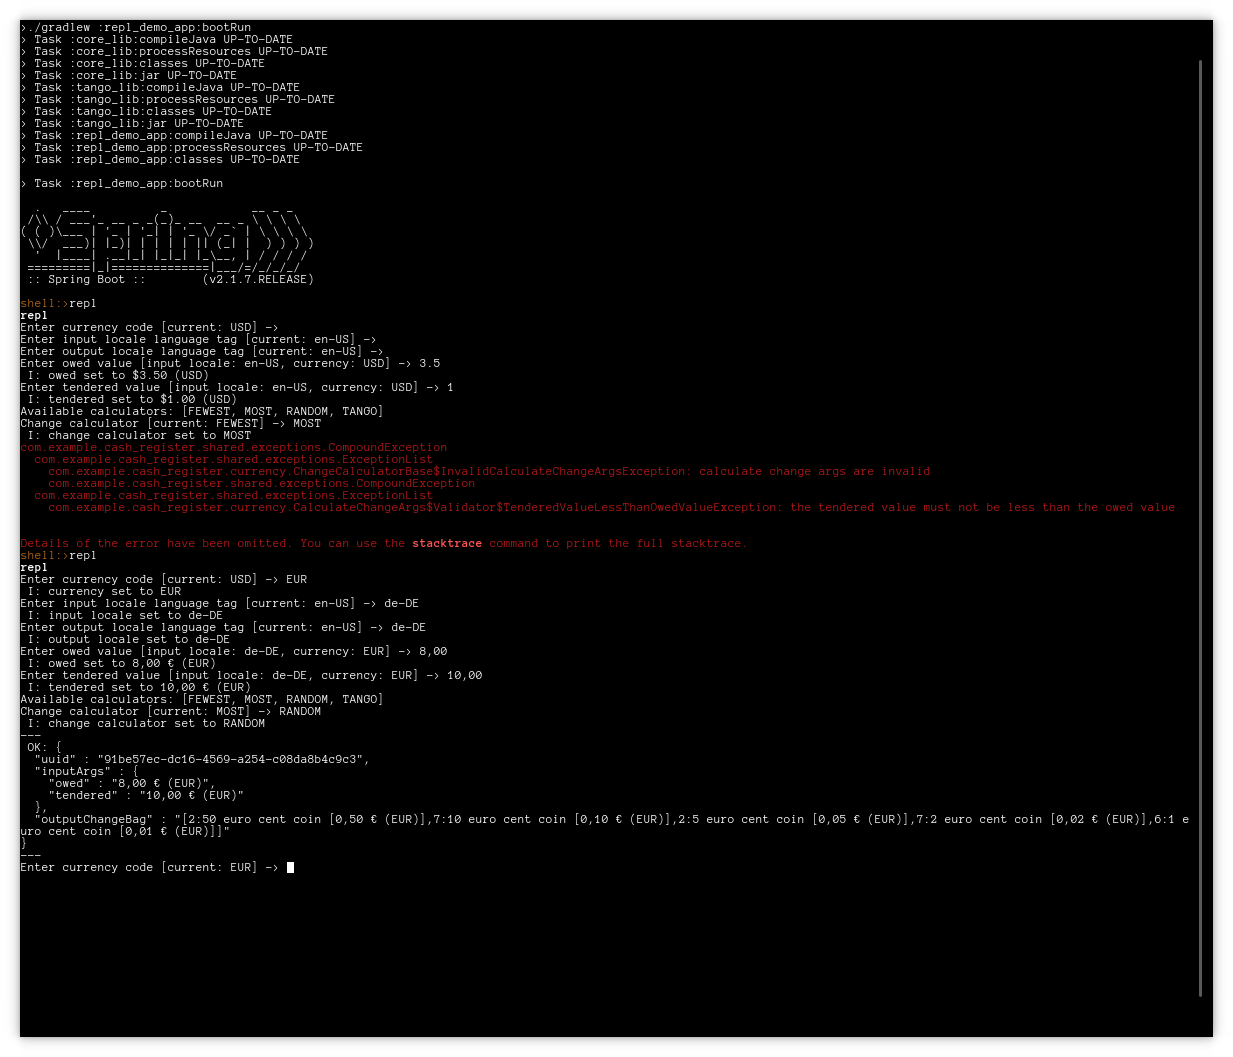 >./gradlew :repl_demo_app:bootRun
> Task :core_lib:compileJava UP-TO-DATE
> Task :core_lib:processResources UP-TO-DATE
> Task :core_lib:classes UP-TO-DATE
> Task :core_lib:jar UP-TO-DATE
> Task :tango_lib:compileJava UP-TO-DATE
> Task :tango_lib:processResources UP-TO-DATE
> Task :tango_lib:classes UP-TO-DATE
> Task :tango_lib:jar UP-TO-DATE
> Task :repl_demo_app:compileJava UP-TO-DATE
> Task :repl_demo_app:processResources UP-TO-DATE
> Task :repl_demo_app:classes UP-TO-DATE
> Task :repl_demo_app:bootRun
  .   ____          _            __ _ _
 /\\ / ___'_ __ _ _(_)_ __  __ _ \ \ \ \
( ( )\___ | '_ | '_| | '_ \/ _` | \ \ \ \
 \\/  ___)| |_)| | | | | || (_| |  ) ) ) )
  '  |____| .__|_| |_|_| |_\__, | / / / /
 =========|_|==============|___/=/_/_/_/
 :: Spring Boot ::        (v2.1.7.RELEASE)
shell:>repl
repl
Enter currency code [current: USD] ->
Enter input locale language tag [current: en-US] ->
Enter output locale language tag [current: en-US] ->
Enter owed value [input locale: en-US, currency: USD] -> 3.5
 I: owed set to $3.50 (USD)
Enter tendered value [input locale: en-US, currency: USD] -> 1
 I: tendered set to $1.00 (USD)
Available calculators: [FEWEST, MOST, RANDOM, TANGO]
Change calculator [current: FEWEST] -> MOST
 I: change calculator set to MOST
com.example.cash_register.shared.exceptions.CompoundException
  com.example.cash_register.shared.exceptions.ExceptionList
    com.example.cash_register.currency.ChangeCalculatorBase$InvalidCalculateChangeArgsException: calculate change args are invalid
    com.example.cash_register.shared.exceptions.CompoundException
  com.example.cash_register.shared.exceptions.ExceptionList
    com.example.cash_register.currency.CalculateChangeArgs$Validator$TenderedValueLessThanOwedValueException: the tendered value must not be less than the owed value
Details of the error have been omitted. You can use the stacktrace command to print the full stacktrace.
shell:>repl
repl
Enter currency code [current: USD] -> EUR
 I: currency set to EUR
Enter input locale language tag [current: en-US] -> de-DE
 I: input locale set to de-DE
Enter output locale language tag [current: en-US] -> de-DE
 I: output locale set to de-DE
Enter owed value [input locale: de-DE, currency: EUR] -> 8,00
 I: owed set to 8,00 € (EUR)
Enter tendered value [input locale: de-DE, currency: EUR] -> 10,00
 I: tendered set to 10,00 € (EUR)
Available calculators: [FEWEST, MOST, RANDOM, TANGO]
Change calculator [current: MOST] -> RANDOM
 I: change calculator set to RANDOM
---
 OK: {
  "uuid" : "91be57ec-dc16-4569-a254-c08da8b4c9c3",
  "inputArgs" : {
    "owed" : "8,00 € (EUR)",
    "tendered" : "10,00 € (EUR)"
  },
  "outputChangeBag" : "[2:50 euro cent coin [0,50 € (EUR)],7:10 euro cent coin [0,10 € (EUR)],2:5 euro cent coin [0,05 € (EUR)],7:2 euro cent coin [0,02 € (EUR)],6:1 e
uro cent coin [0,01 € (EUR)]]"
}
---
Enter currency code [current: EUR] ->